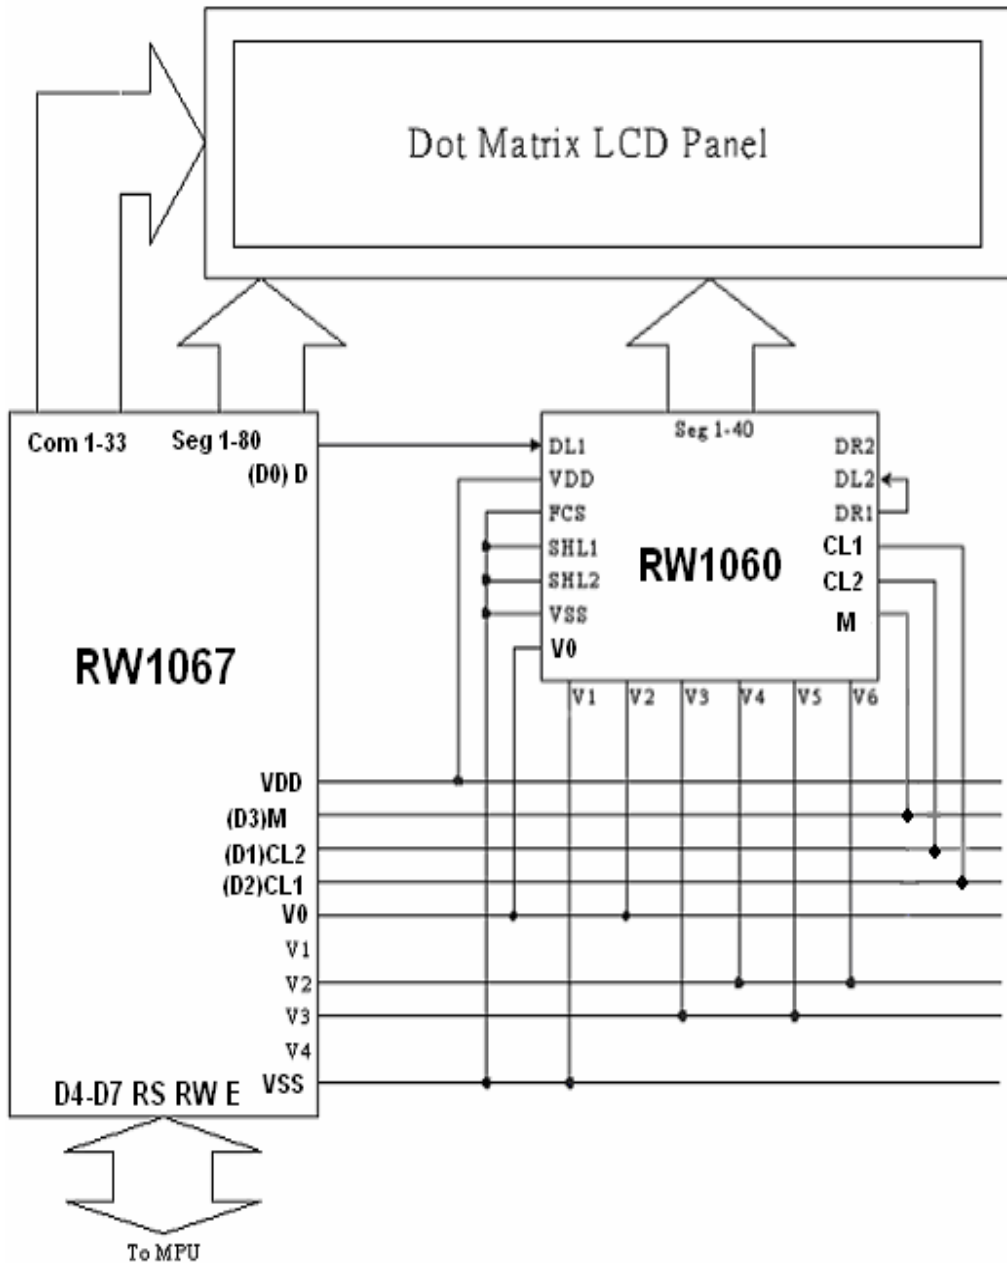 Dot Matrix LCD Panel
Com 1-33 Seg 1-80
(D0) D
RW1067
VDD
(D3)M
(D1)CL2
(D2)CL1
V0
V1
V2
V3
V4
VSS
D4-D7 RS RW E
To MPU
Seg 1-40
DL1
VDD
FCS
SHL1
SHL2
VSS
V0
RW1060
DR2
DL2
DR1
CL1
CL2
M
V1 V2 V3 V4 V5 V6